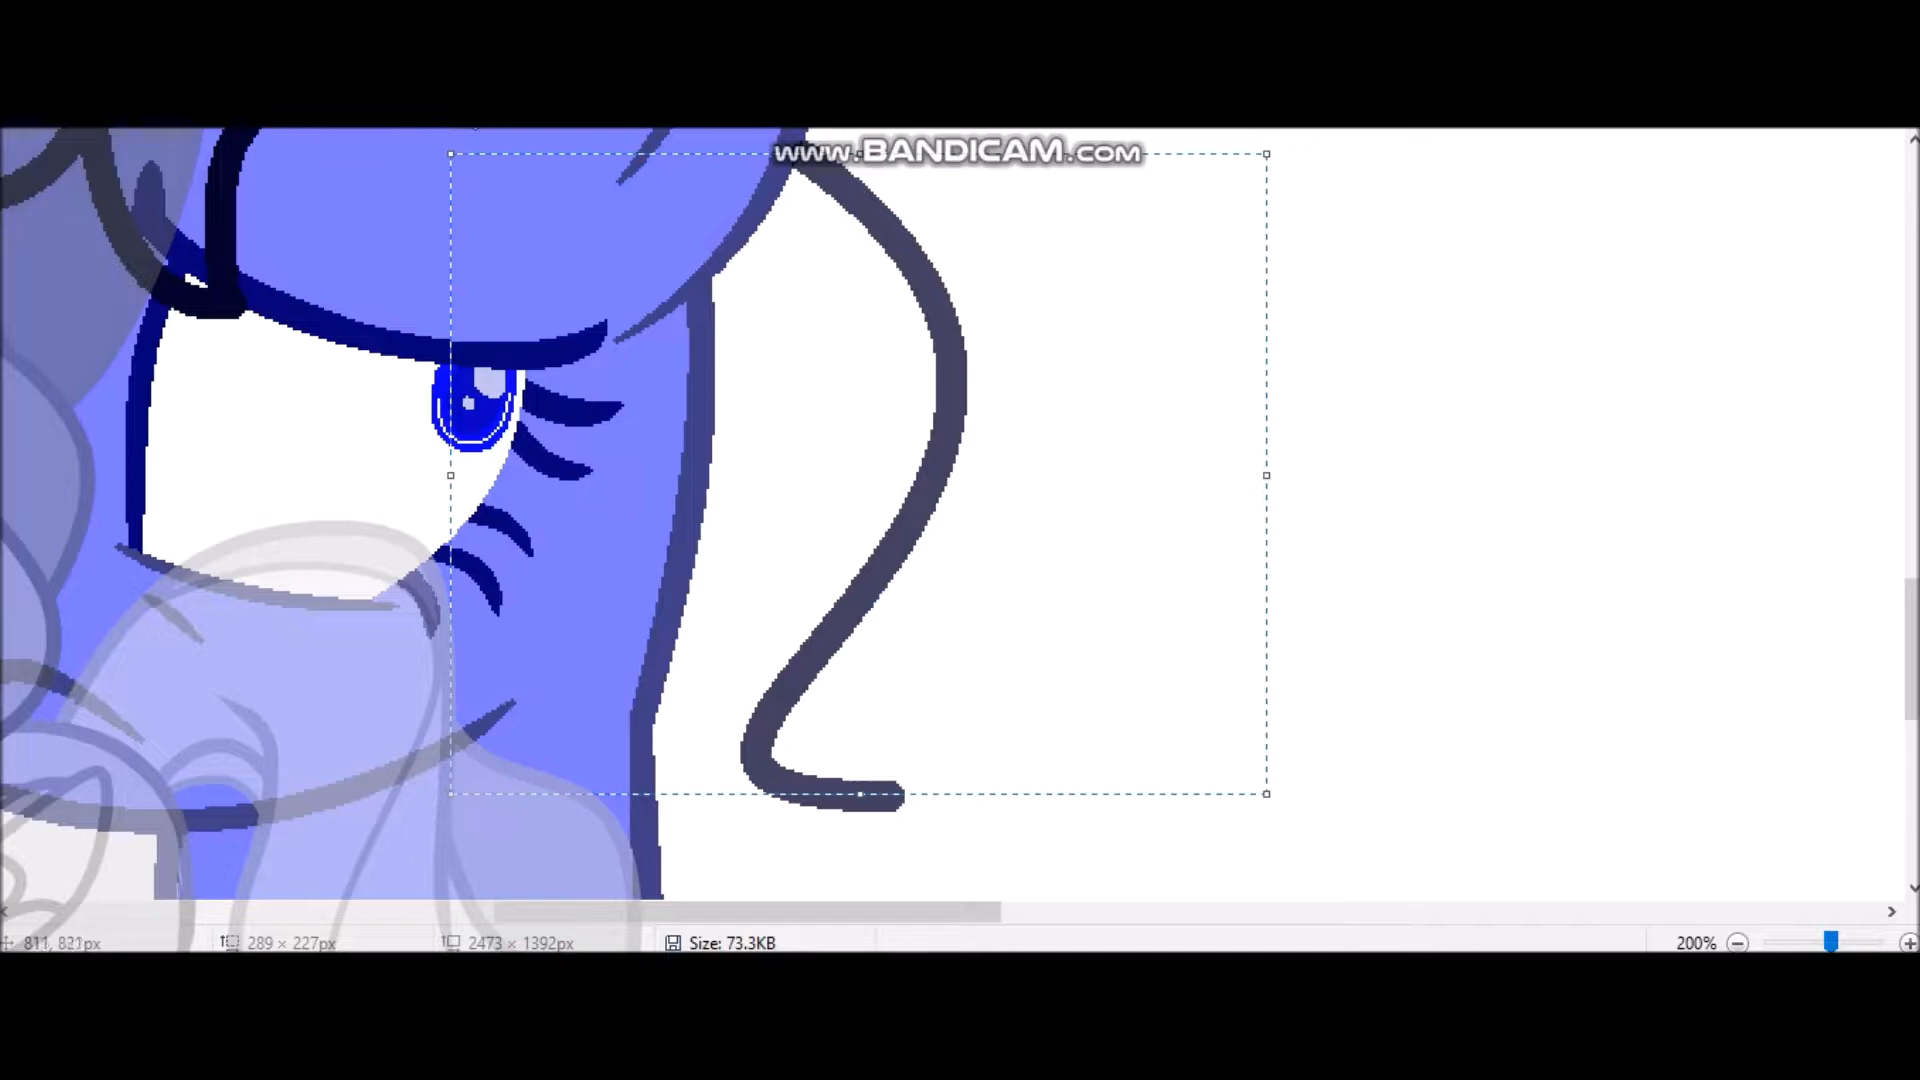 www.BANDICAM.com
811, 821px
289 × 227px
2473 × 1392px
Size: 73.3KB
200%